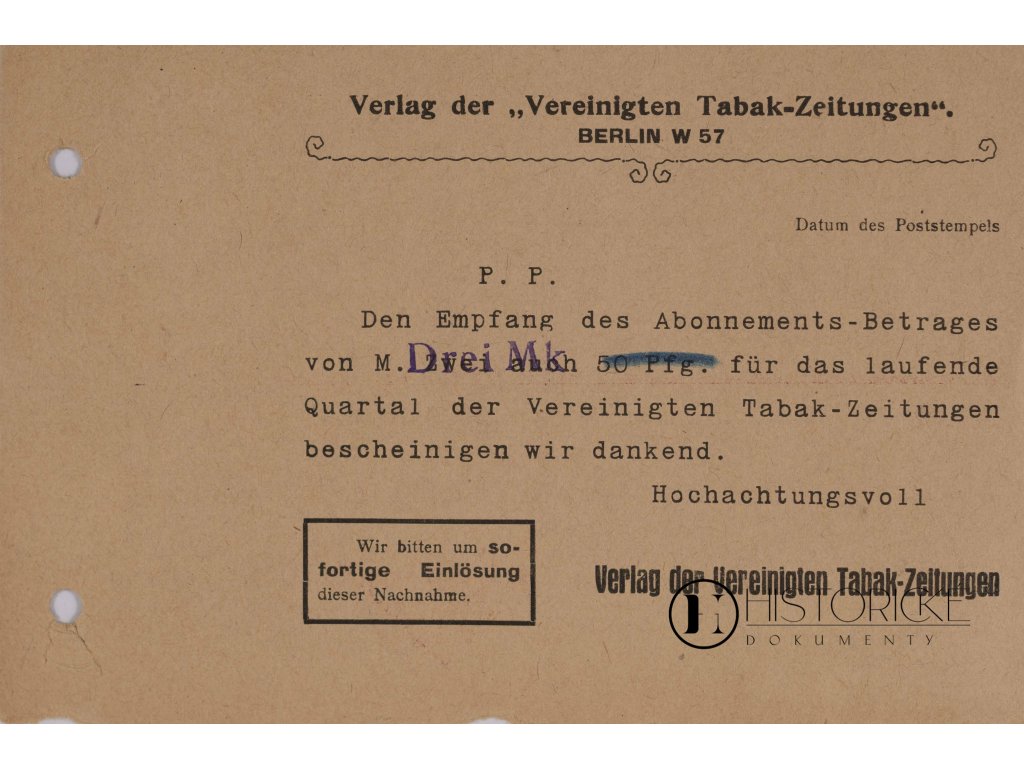 Verlag der „Vereinigten Tabak-Zeitungen“.
BERLIN W 57
Datum des Poststempels
P. P.
Den Empfang des Abonnements-Betrages
von M. Zwei auch 50 Pfg. für das laufende
Drei Mk
Quartal der Vereinigten Tabak-Zeitungen
bescheinigen wir dankend.
Hochachtungsvoll
Wir bitten um so-
fortige Einlösung
dieser Nachnahme.
Verlag der Vereinigten Tabak-Zeitungen
HISTORICKÉ
DOKUMENTY